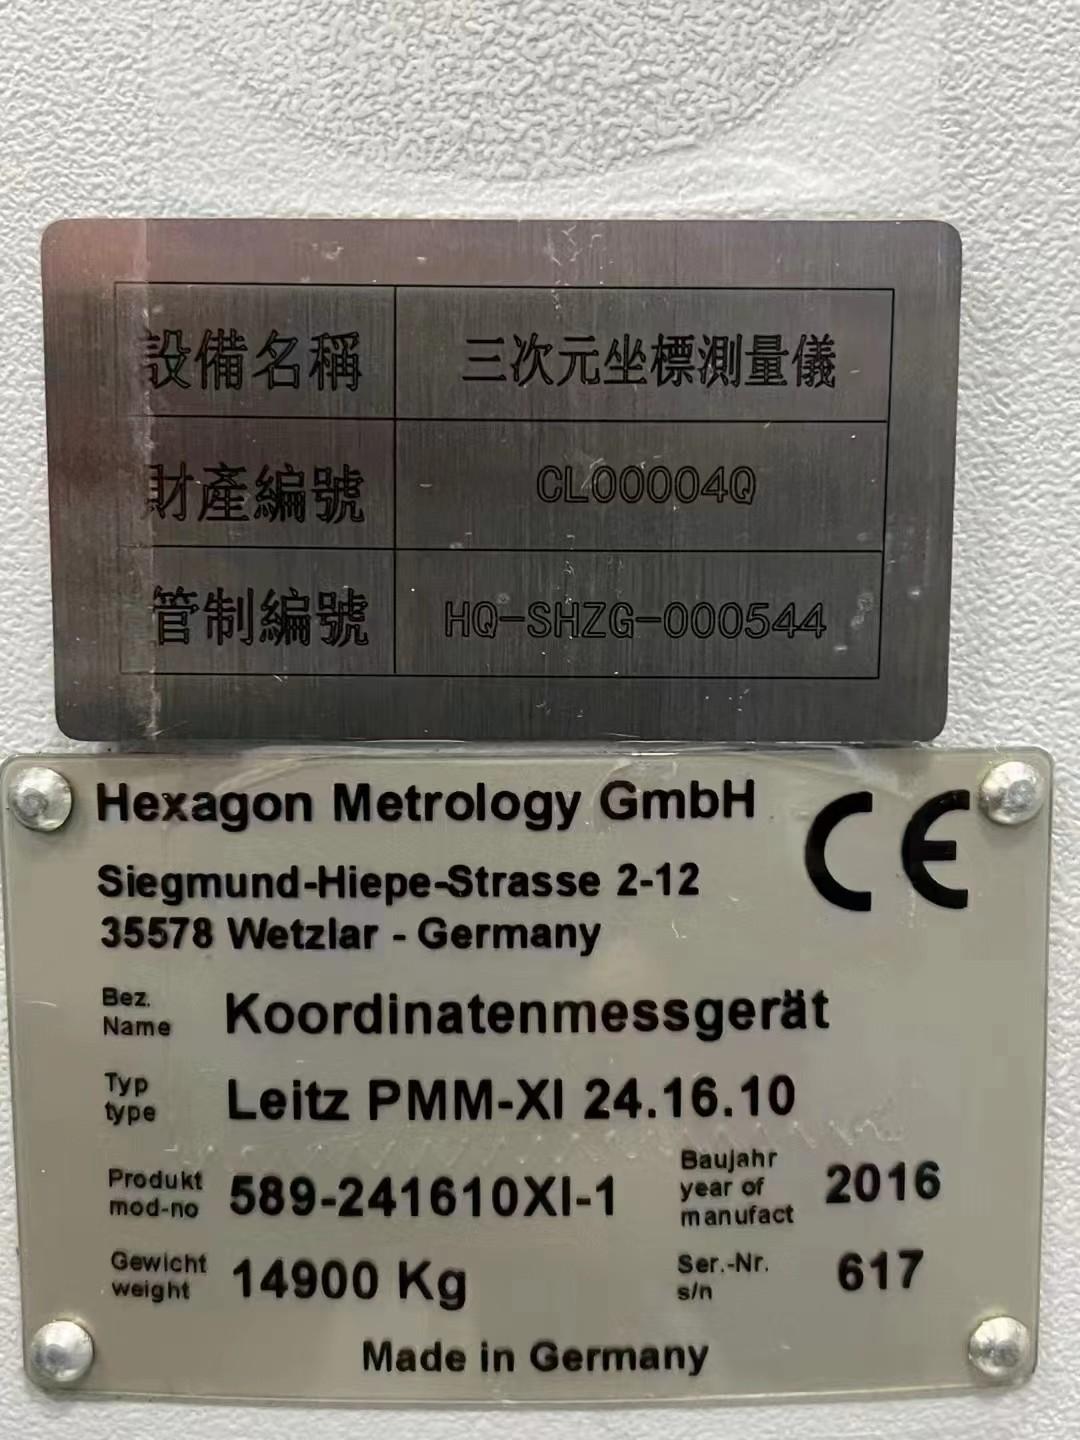 設備名稱 三次元坐標測量儀
財產編號 CL00004Q
管制編號 HQ-SHZG-000544
Hexagon Metrology GmbH CE
Siegmund-Hiepe-Strasse 2-12
35578 Wetzlar - Germany
Bez.
Name
Koordinatenmessgerät
Typ
type
Leitz PMM-XI 24.16.10
Produkt
mod-no
589-241610XI-1
Baujahr
year of
manufact
2016
Gewicht
weight
14900 Kg
Ser.-Nr.
s/n
617
Made in Germany